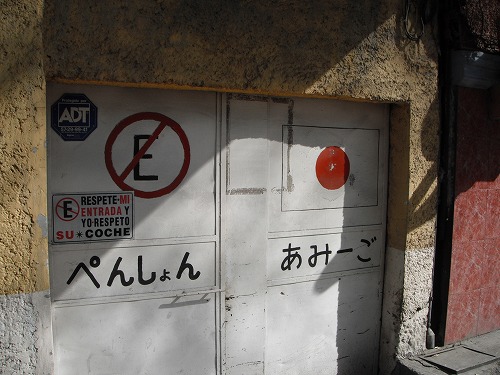 ADT
E
E
RESPETE·MI
ENTRADA Y
YO·RESPETO
SU * COCHE
ぺんしょん
あみーご